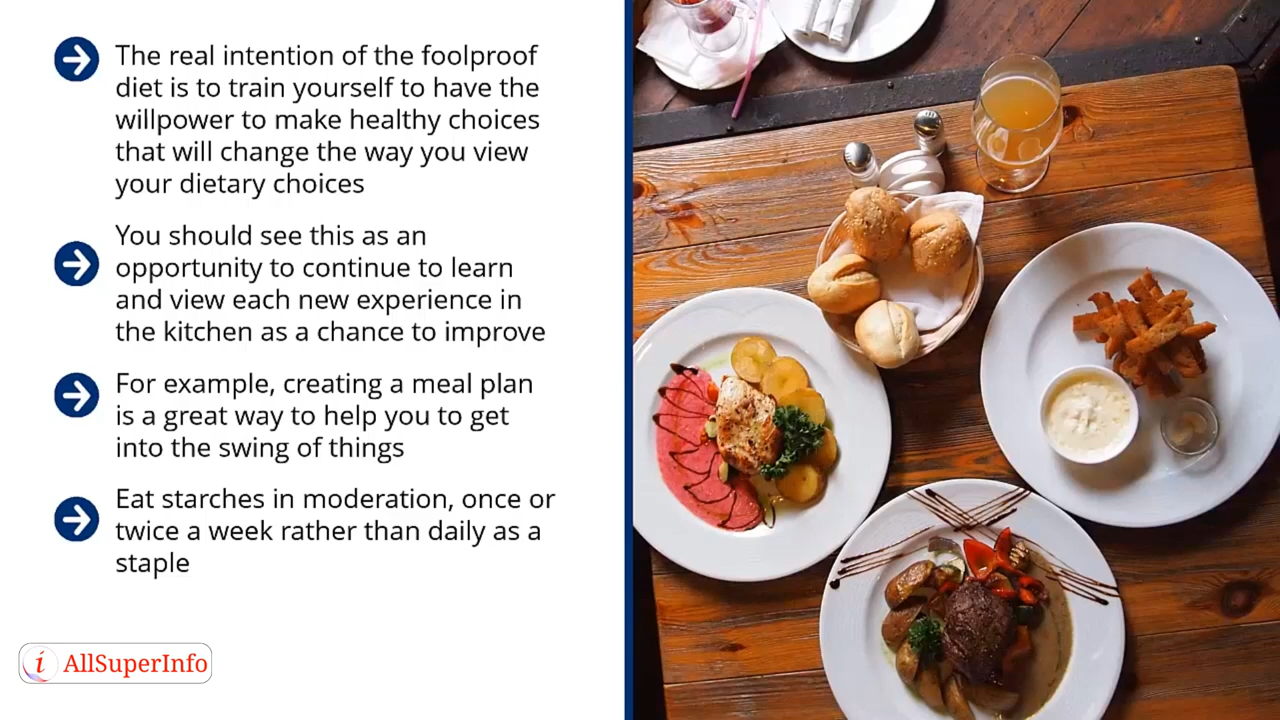 The real intention of the foolproof
diet is to train yourself to have the
willpower to make healthy choices
that will change the way you view
your dietary choices
You should see this as an
opportunity to continue to learn
and view each new experience in
the kitchen as a chance to improve
For example, creating a meal plan
is a great way to help you to get
into the swing of things
Eat starches in moderation, once or
twice a week rather than daily as a
staple
i AllSuperInfo